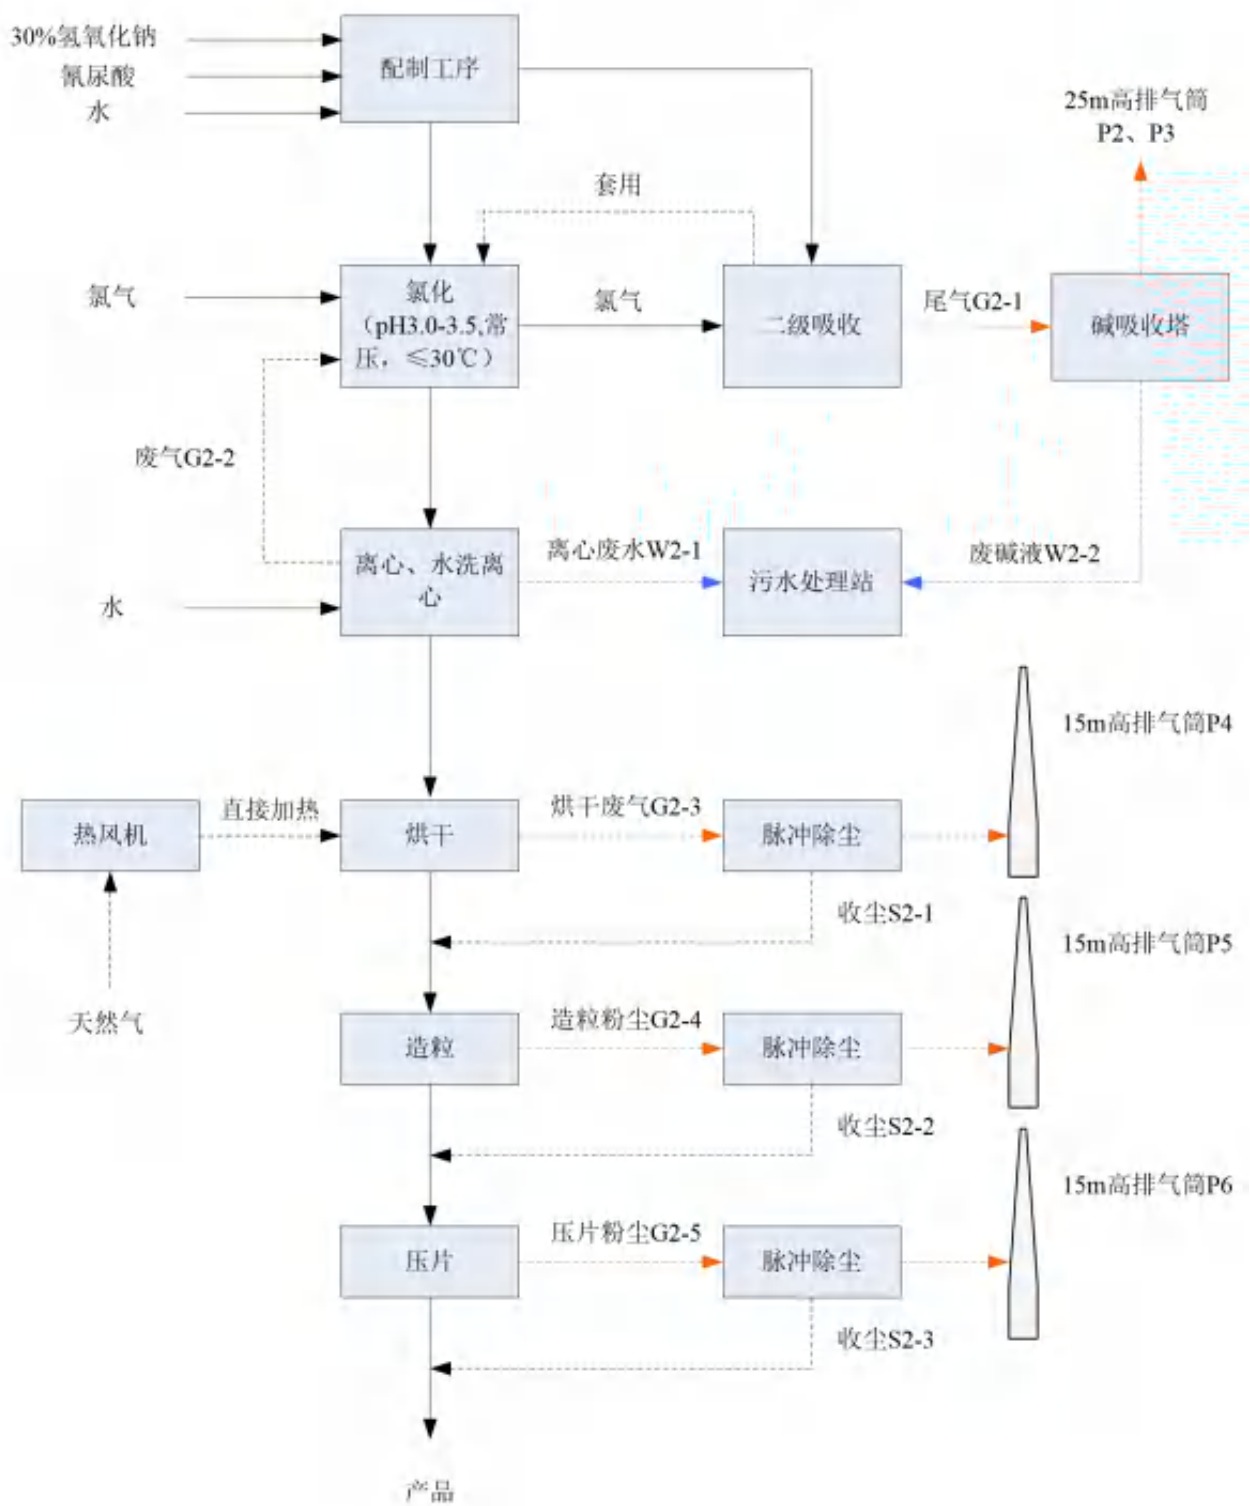 30%氢氧化钠
氰尿酸
水
配制工序
25m高排气筒
P2、P3
套用
氯气
氯化
（pH3.0-3.5,常
压，≤30℃）
氯气
二级吸收
尾气G2-1
碱吸收塔
废气G2-2
离心、水洗离
心
离心废水W2-1
污水处理站
废碱液W2-2
水
15m高排气筒P4
热风机
直接加热
烘干
烘干废气G2-3
脉冲除尘
收尘S2-1
15m高排气筒P5
天然气
造粒
造粒粉尘G2-4
脉冲除尘
收尘S2-2
15m高排气筒P6
压片
压片粉尘G2-5
脉冲除尘
收尘S2-3
产品